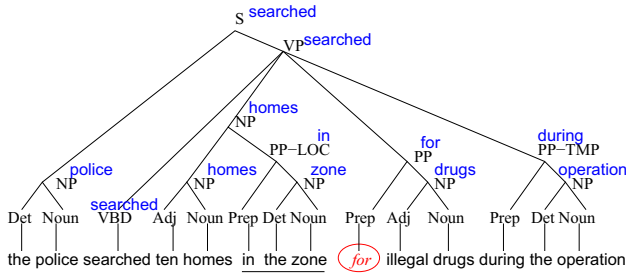 S searched
VP searched
homes
NP
in
PP−LOC
for
PP
during
PP−TMP
police
NP
homes
NP
zone
NP
drugs
NP
operation
NP
searched
Det Noun VBD Adj Noun Prep Det Noun Prep Adj Noun Prep Det Noun
the police searched ten homes in the zone for illegal drugs during the operation